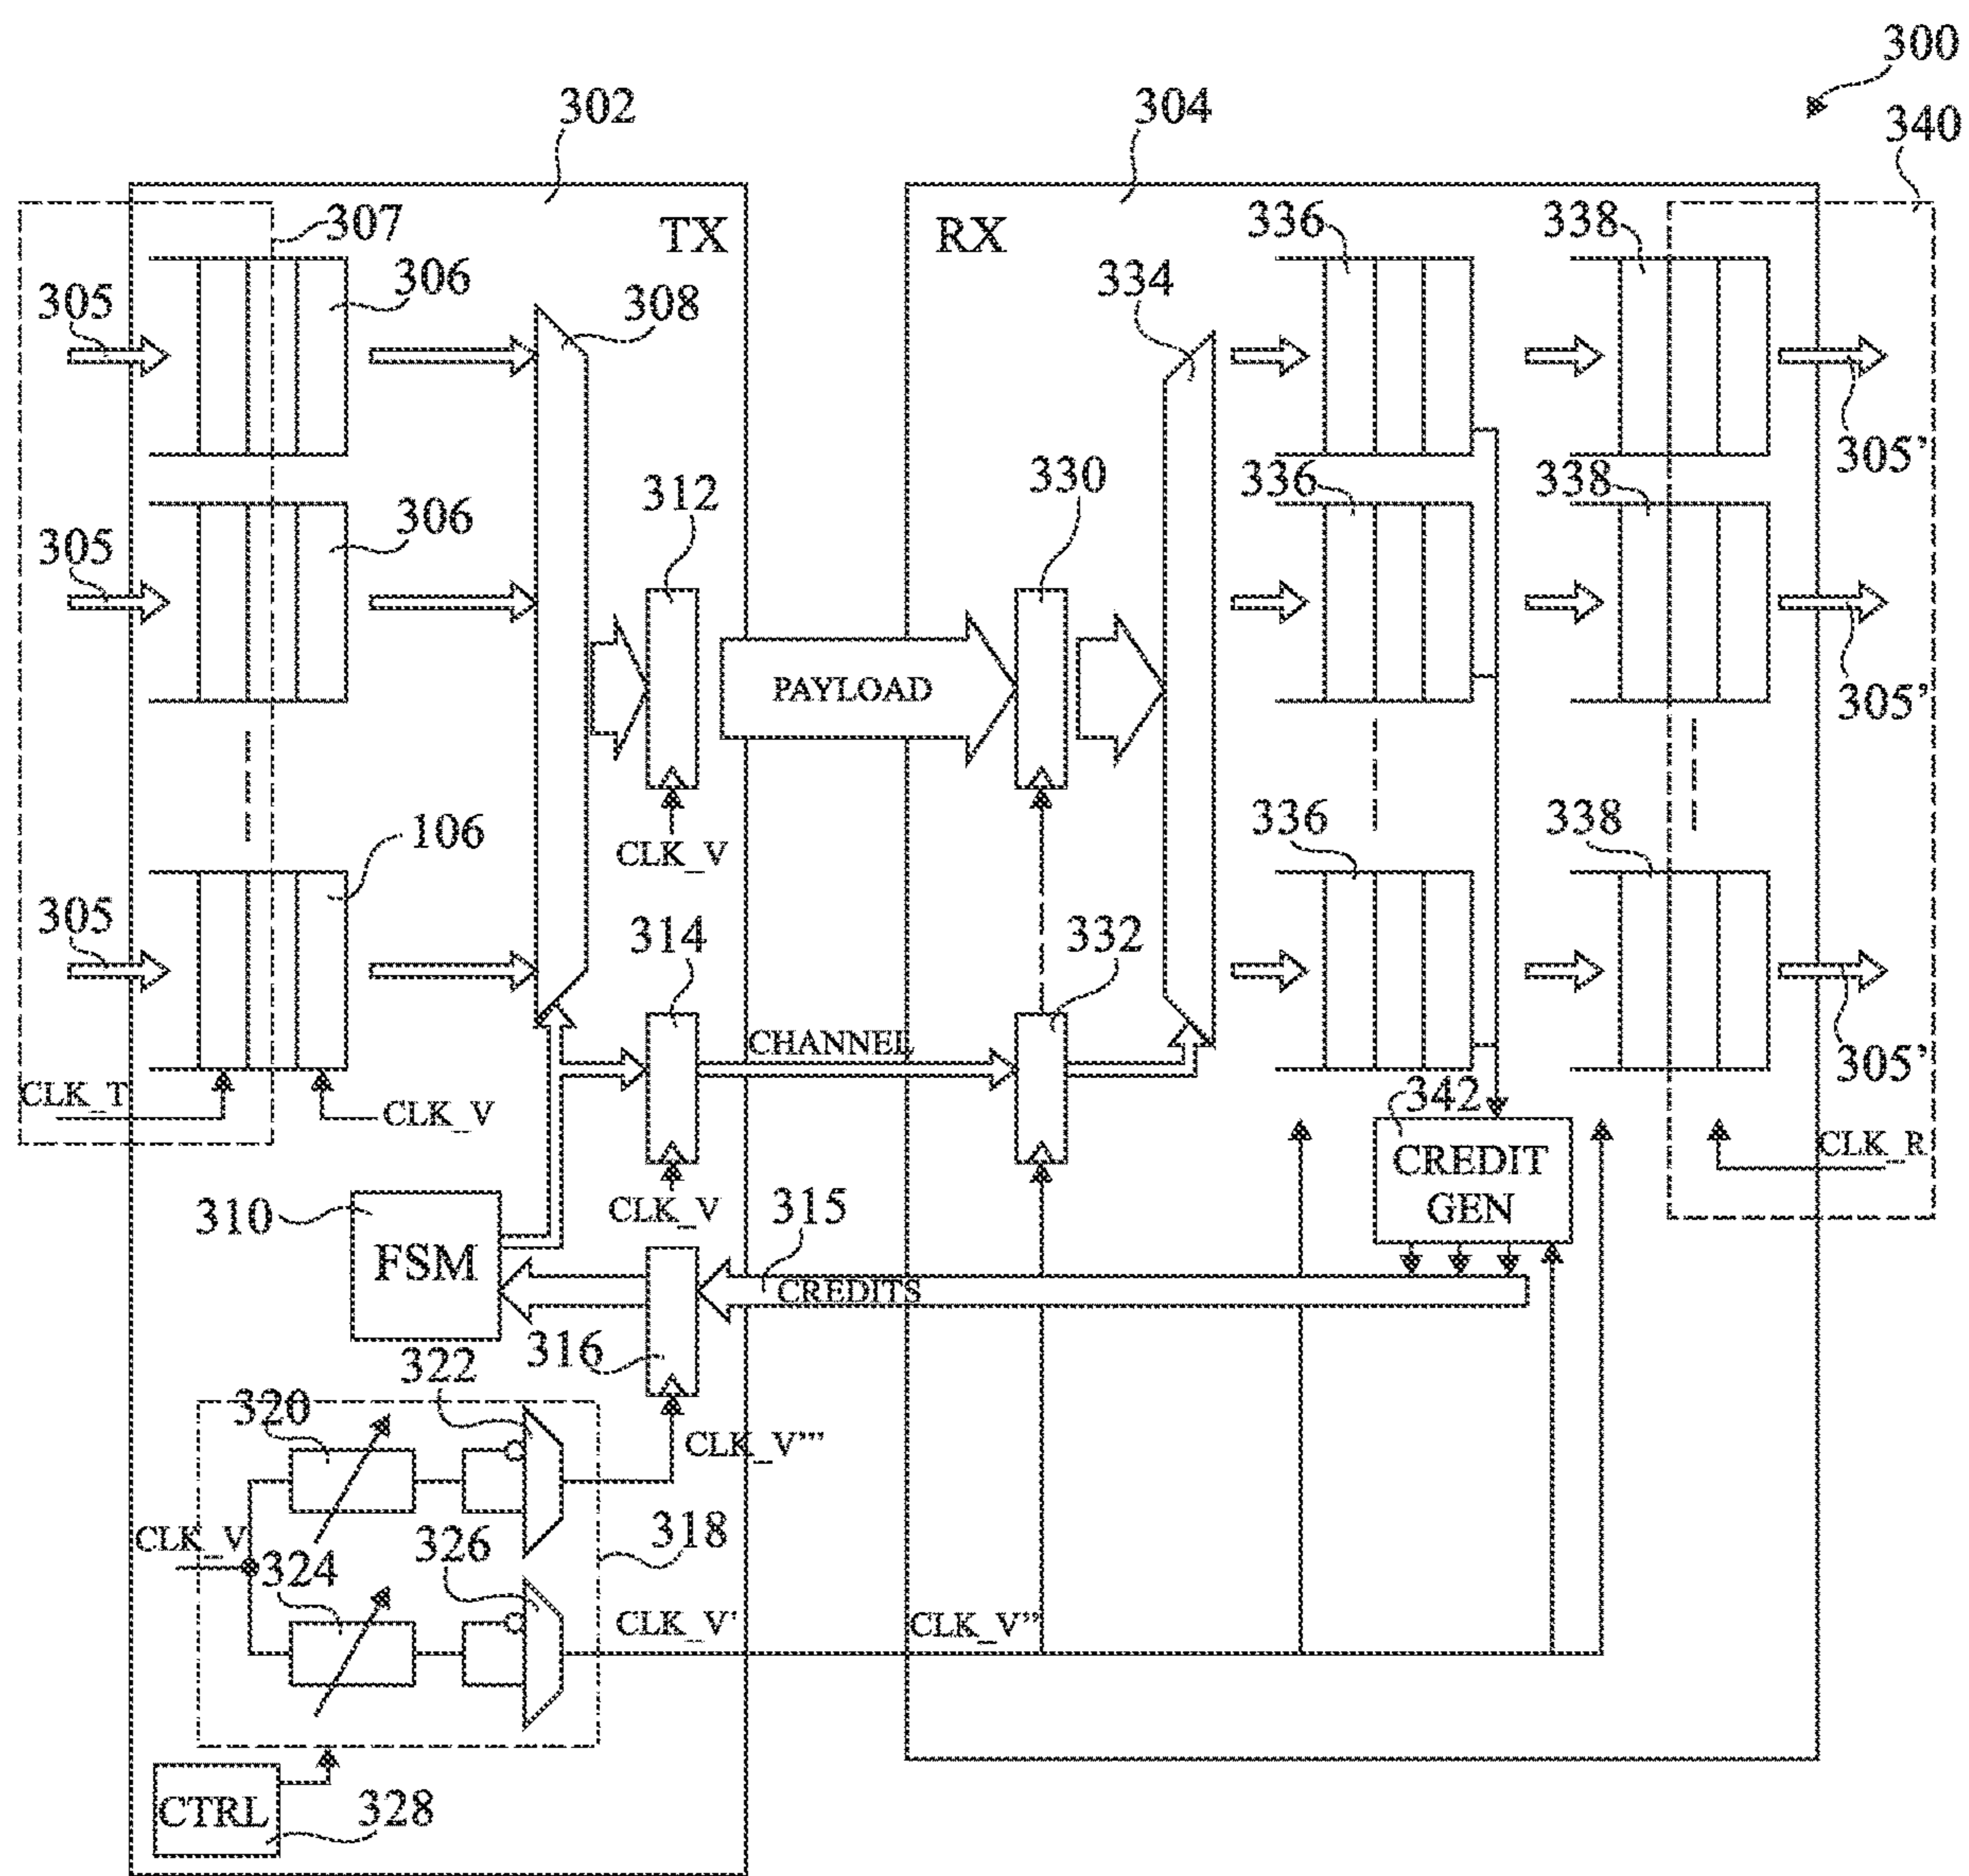 300
302
304
340
307
TX
RX
336
338
306
308
334
305
305'
312
330
336
338
306
305
305'
PAYLOAD
106
CLK_V
336
338
305
314
332
CHANNEL
305'
CLK_T
CLK_V
342
CREDIT
GEN
CLK_R
310
FSM
CLK_V
315
CREDITS
316
322
320
CLK_V'''
CLK_V
324
326
318
CLK_V'
CLK_V''
CTRL
328